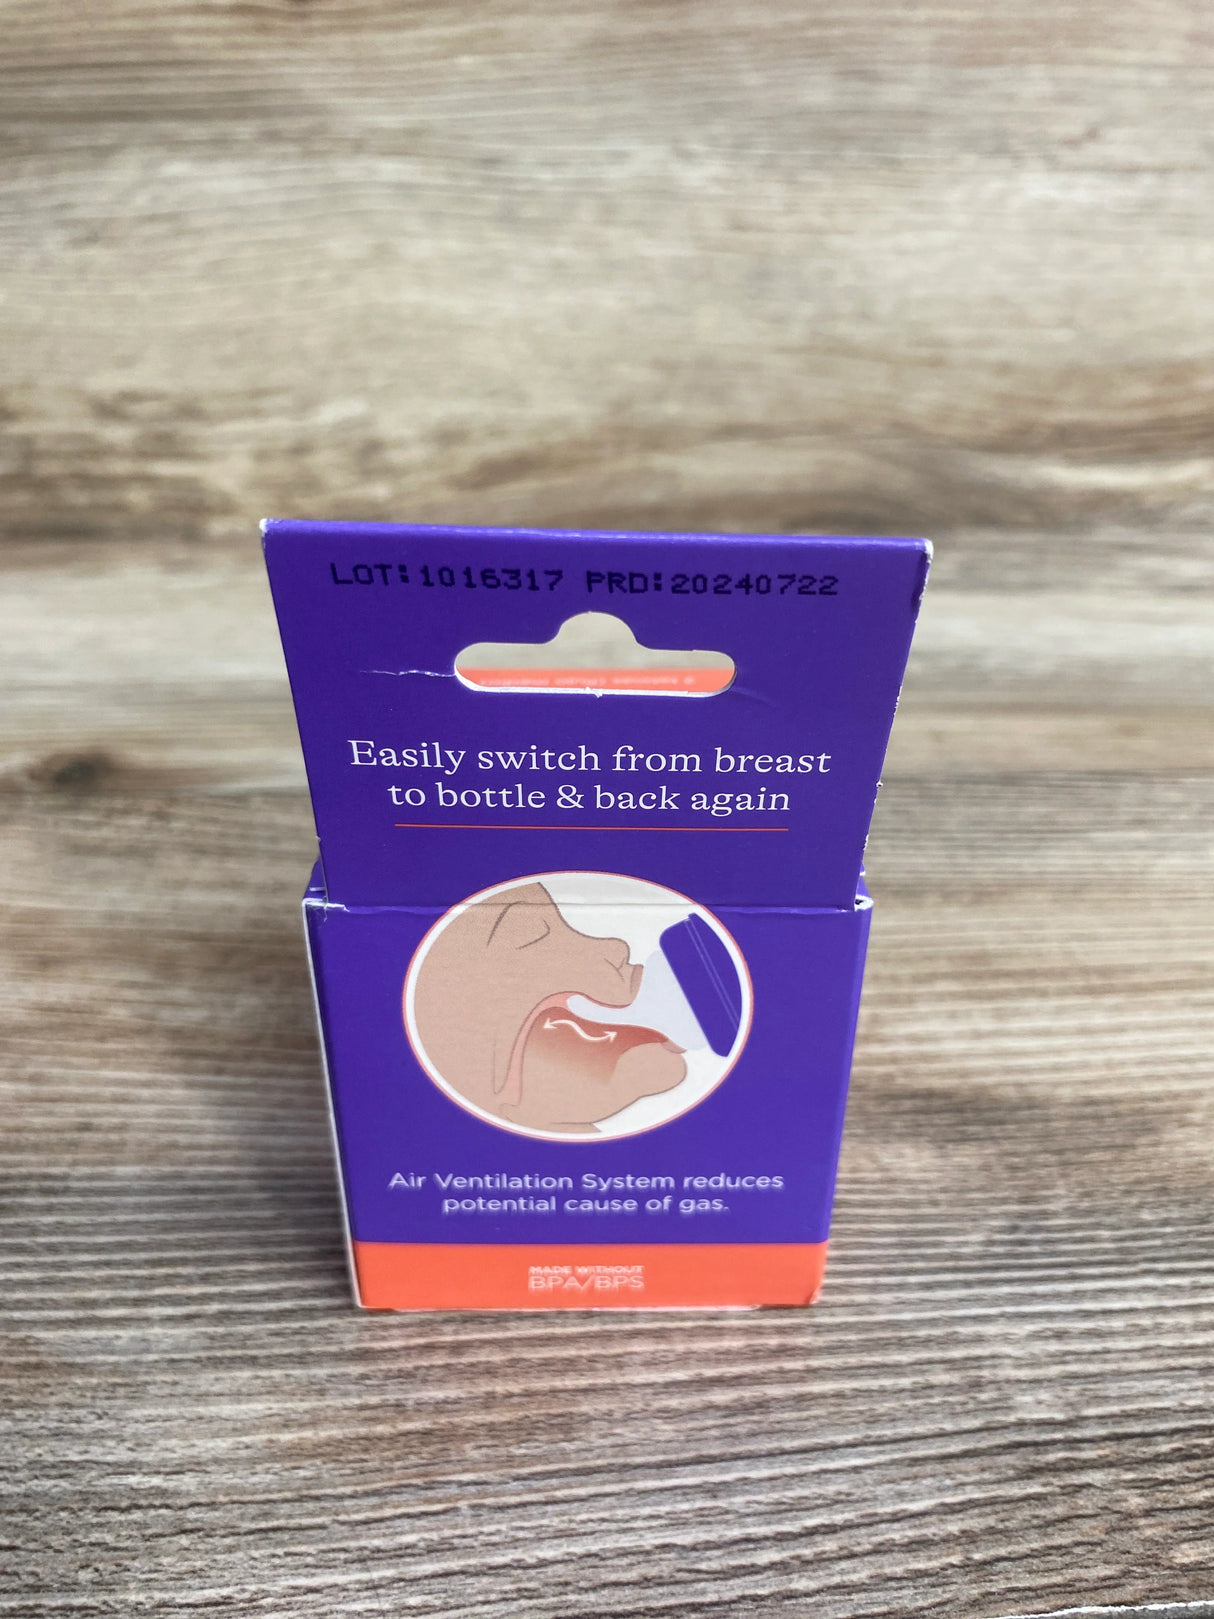 LOT:1016317 PRD:20240722
Easily switch from breast
to bottle & back again
Air Ventilation System reduces
potential cause of gas.
MADE WITHOUT
BPA/BPS